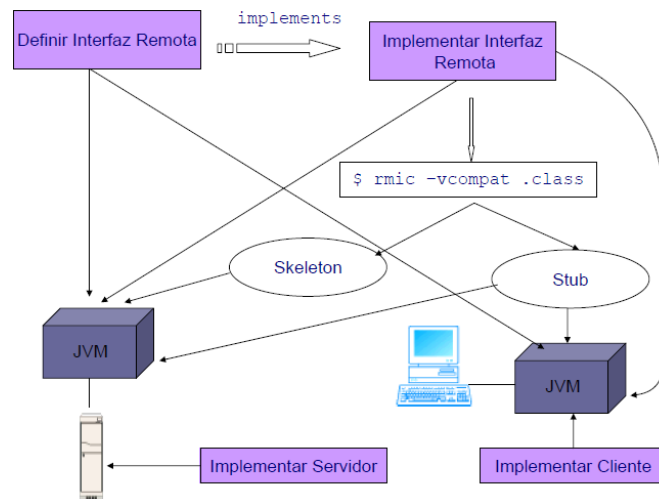 implements
Definir Interfaz Remota
Implementar Interfaz
Remota
$ rmic –vcompat .class
Skeleton
Stub
JVM
JVM
Implementar Servidor
Implementar Cliente